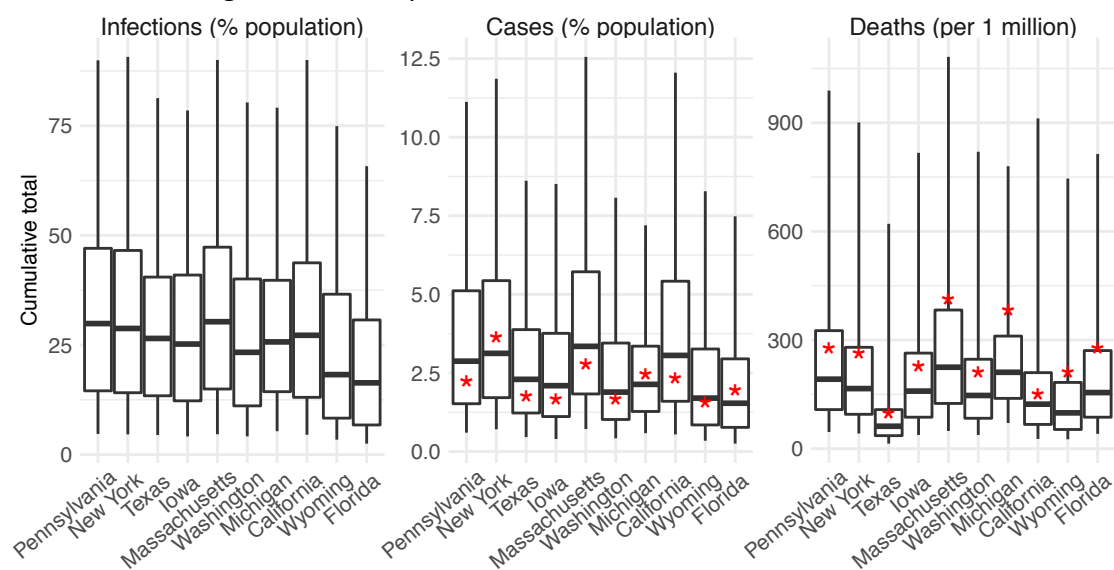 Infections (% population)
Cases (% population)
Deaths (per 1 million)
Cumulative total
75
50
25
0
12.5
10.0
7.5
5.0
2.5
0.0
900
600
300
0
Pennsylvania
New York
Texas
Iowa
Massachusetts
Washington
Michigan
California
Wyoming
Florida
Pennsylvania
New York
Texas
Iowa
Massachusetts
Washington
Michigan
California
Wyoming
Florida
Pennsylvania
New York
Texas
Iowa
Massachusetts
Washington
Michigan
California
Wyoming
Florida